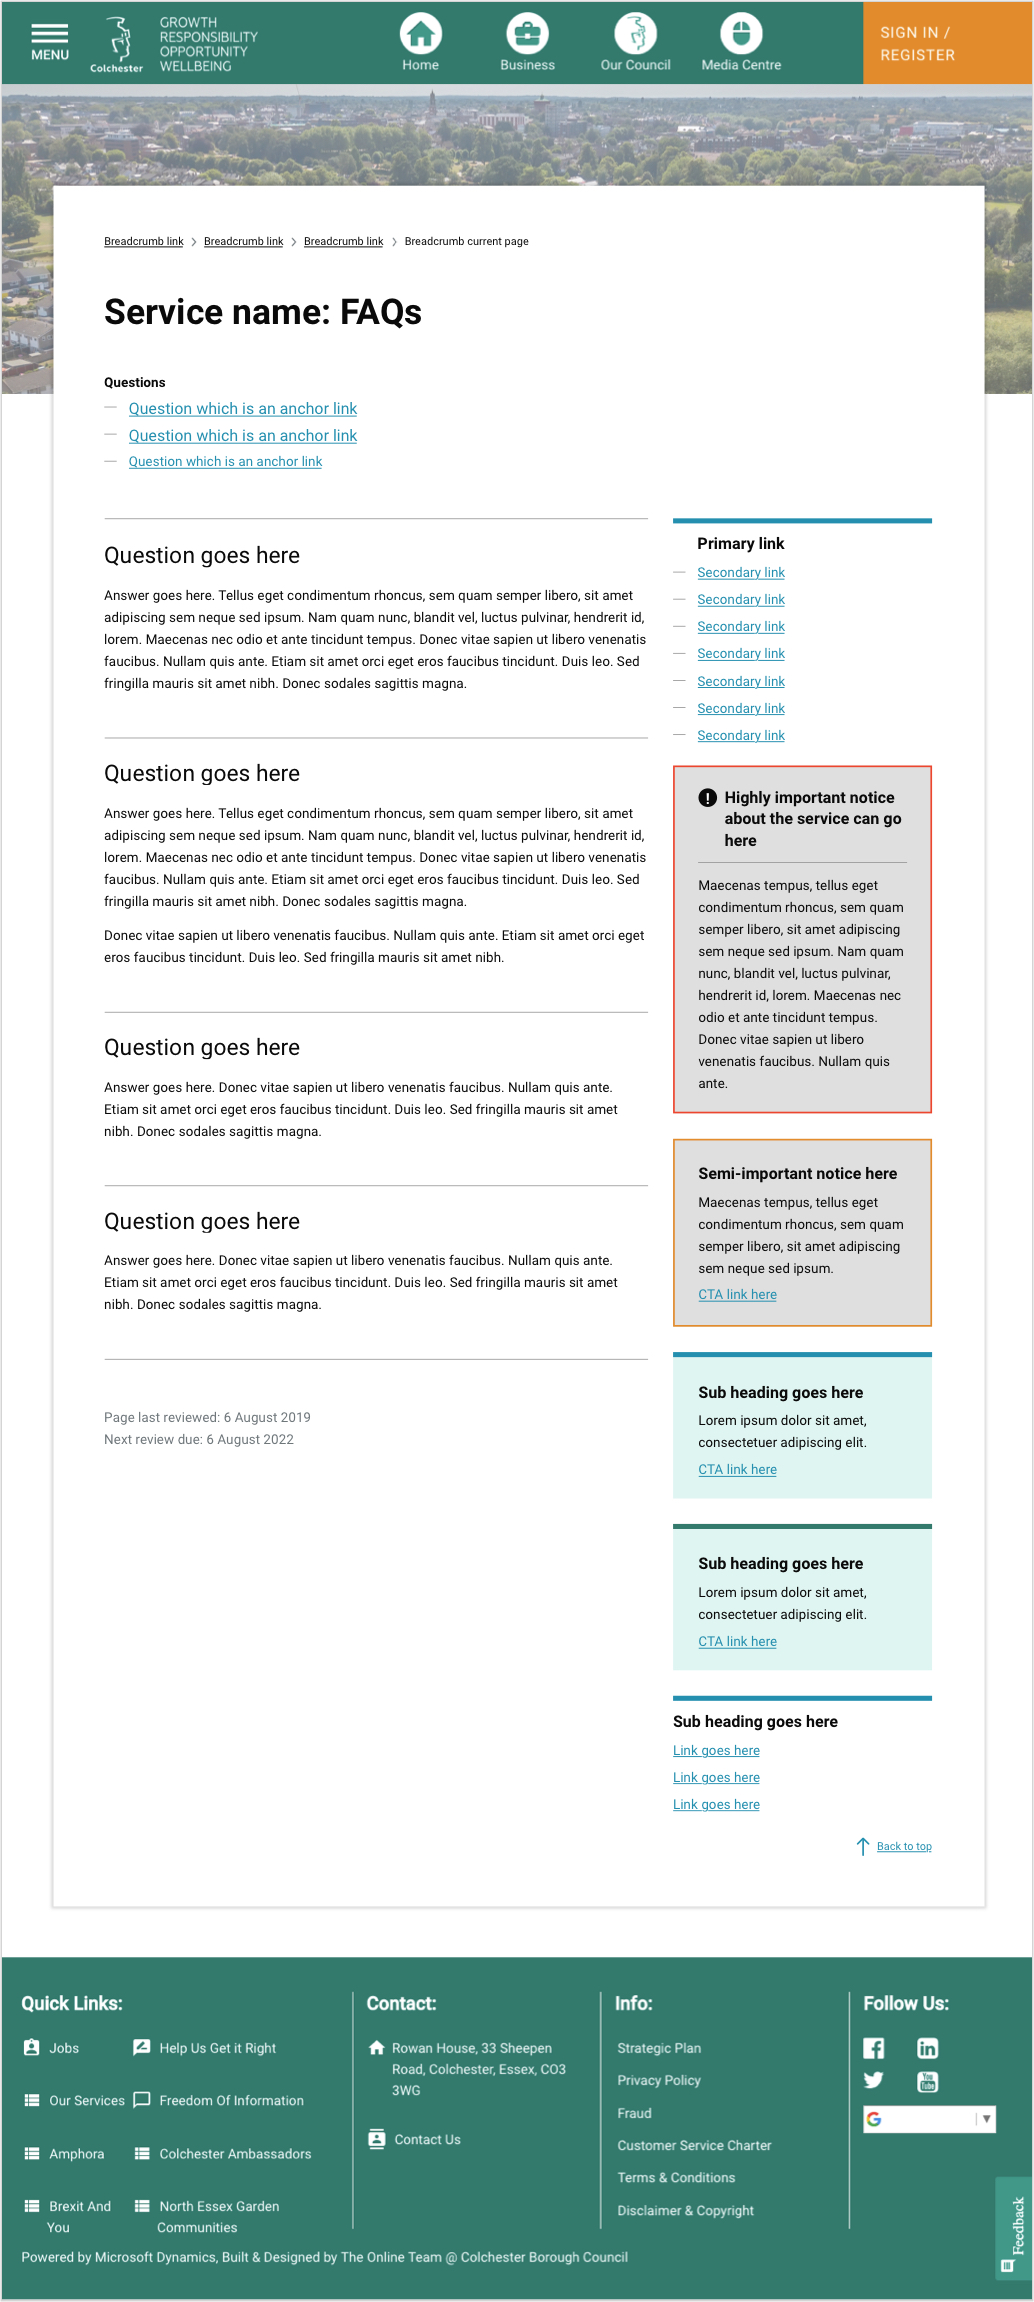 MENU
Colchester
GROWTH
RESPONSIBILITY
OPPORTUNITY
WELLBEING
Home
Business
Our Council
Media Centre
SIGN IN /
REGISTER
Breadcrumb link
Breadcrumb link
Breadcrumb link
Breadcrumb current page
Service name: FAQs
Questions
Question which is an anchor link
Question which is an anchor link
Question which is an anchor link
Question goes here
Answer goes here. Tellus eget condimentum rhoncus, sem quam semper libero, sit amet
adipiscing sem neque sed ipsum. Nam quam nunc, blandit vel, luctus pulvinar, hendrerit id,
lorem. Maecenas nec odio et ante tincidunt tempus. Donec vitae sapien ut libero venenatis
faucibus. Nullam quis ante. Etiam sit amet orci eget eros faucibus tincidunt. Duis leo. Sed
fringilla mauris sit amet nibh. Donec sodales sagittis magna.
Question goes here
Answer goes here. Tellus eget condimentum rhoncus, sem quam semper libero, sit amet
adipiscing sem neque sed ipsum. Nam quam nunc, blandit vel, luctus pulvinar, hendrerit id,
lorem. Maecenas nec odio et ante tincidunt tempus. Donec vitae sapien ut libero venenatis
faucibus. Nullam quis ante. Etiam sit amet orci eget eros faucibus tincidunt. Duis leo. Sed
fringilla mauris sit amet nibh. Donec sodales sagittis magna.
Donec vitae sapien ut libero venenatis faucibus. Nullam quis ante. Etiam sit amet orci eget
eros faucibus tincidunt. Duis leo. Sed fringilla mauris sit amet nibh.
Question goes here
Answer goes here. Donec vitae sapien ut libero venenatis faucibus. Nullam quis ante.
Etiam sit amet orci eget eros faucibus tincidunt. Duis leo. Sed fringilla mauris sit amet
nibh. Donec sodales sagittis magna.
Question goes here
Answer goes here. Donec vitae sapien ut libero venenatis faucibus. Nullam quis ante.
Etiam sit amet orci eget eros faucibus tincidunt. Duis leo. Sed fringilla mauris sit amet
nibh. Donec sodales sagittis magna.
Page last reviewed: 6 August 2019
Next review due: 6 August 2022
Primary link
Secondary link
Secondary link
Secondary link
Secondary link
Secondary link
Secondary link
Secondary link
Highly important notice
about the service can go
here
Maecenas tempus, tellus eget
condimentum rhoncus, sem quam
semper libero, sit amet adipiscing
sem neque sed ipsum. Nam quam
nunc, blandit vel, luctus pulvinar,
hendrerit id, lorem. Maecenas nec
odio et ante tincidunt tempus.
Donec vitae sapien ut libero
venenatis faucibus. Nullam quis
ante.
Semi-important notice here
Maecenas tempus, tellus eget
condimentum rhoncus, sem quam
semper libero, sit amet adipiscing
sem neque sed ipsum.
CTA link here
Sub heading goes here
Lorem ipsum dolor sit amet,
consectetuer adipiscing elit.
CTA link here
Sub heading goes here
Lorem ipsum dolor sit amet,
consectetuer adipiscing elit.
CTA link here
Sub heading goes here
Link goes here
Link goes here
Link goes here
Back to top
Quick Links:
Jobs
Help Us Get it Right
Our Services
Freedom Of Information
Amphora
Colchester Ambassadors
Brexit And
You
North Essex Garden
Communities
Contact:
Rowan House, 33 Sheepen
Road, Colchester, Essex, CO3
3WG
Contact Us
Info:
Strategic Plan
Privacy Policy
Fraud
Customer Service Charter
Terms & Conditions
Disclaimer & Copyright
Follow Us:
in
You
Tube
G
Feedback
Powered by Microsoft Dynamics, Built & Designed by The Online Team @ Colchester Borough Council